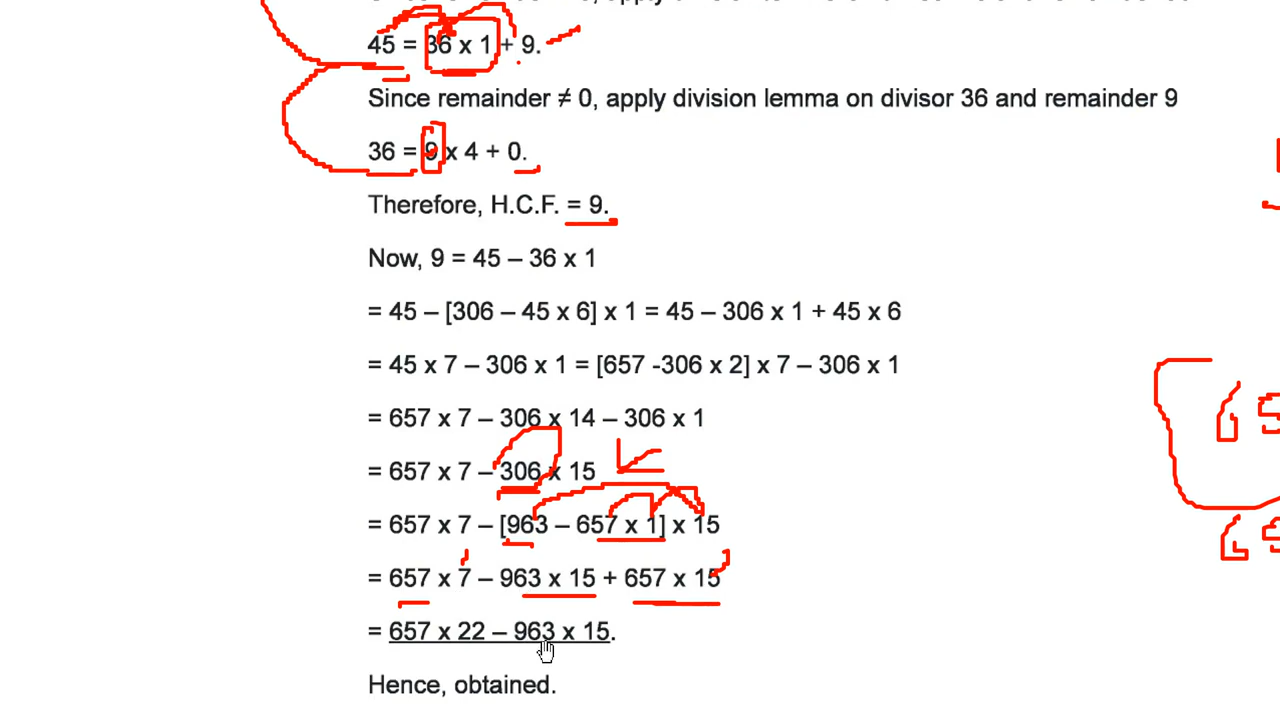 45 = 36 x 1 + 9.
Since remainder ≠ 0, apply division lemma on divisor 36 and remainder 9
36 = 9 x 4 + 0.
Therefore, H.C.F. = 9.
Now, 9 = 45 – 36 x 1
= 45 – [306 – 45 x 6] x 1 = 45 – 306 x 1 + 45 x 6
= 45 x 7 – 306 x 1 = [657 -306 x 2] x 7 – 306 x 1
= 657 x 7 – 306 x 14 – 306 x 1
65
= 657 x 7 – 306 x 15
= 657 x 7 – [963 – 657 x 1] x 15
65
= 657 x 7 – 963 x 15 + 657 x 15
= 657 x 22 – 963 x 15.
Hence, obtained.